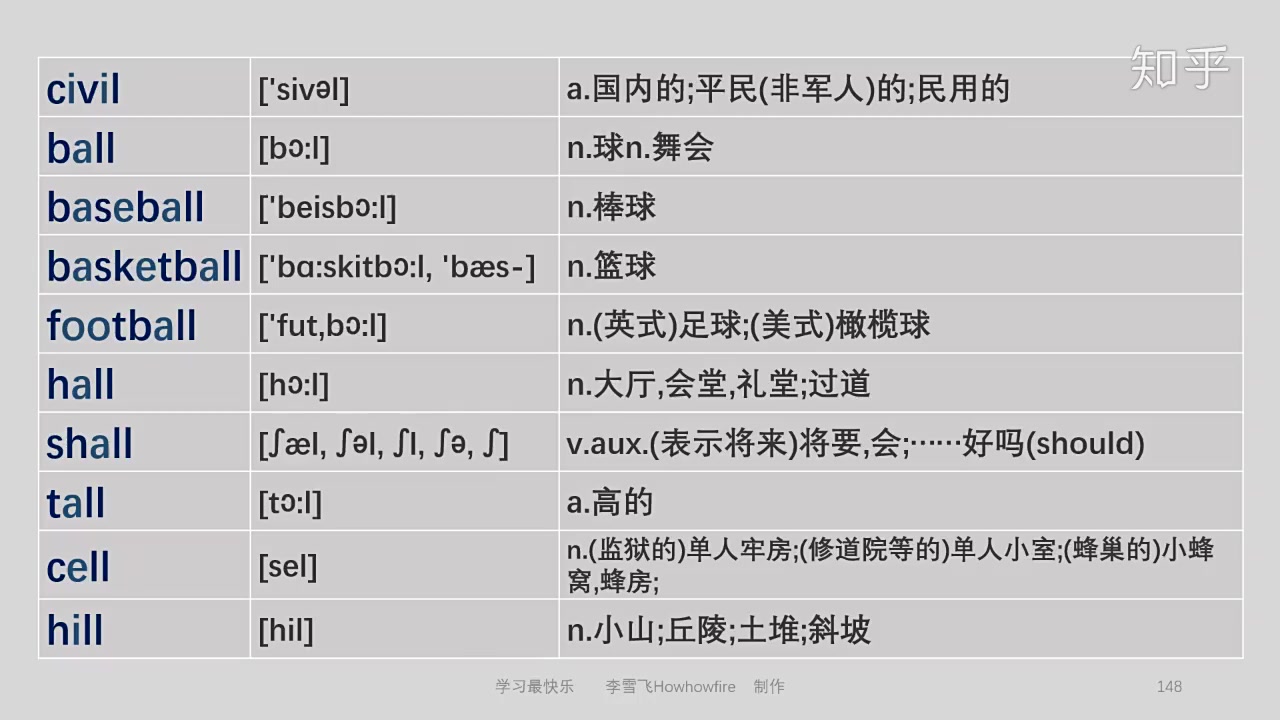 知乎
civil ['sivəl] a.国内的;平民(非军人)的;民用的
ball [bɔ:l] n.球n.舞会
baseball ['beisbɔ:l] n.棒球
basketball ['bɑ:skitbɔ:l, 'bæs-] n.篮球
football ['fut,bɔ:l] n.(英式)足球;(美式)橄榄球
hall [hɔ:l] n.大厅,会堂,礼堂;过道
shall [ʃæl, ʃəl, ʃl, ʃə, ʃ] v.aux.(表示将来)将要,会;……好吗(should)
tall [tɔ:l] a.高的
cell [sel] n.(监狱的)单人牢房;(修道院等的)单人小室;(蜂巢的)小蜂
窝,蜂房;
hill [hil] n.小山;丘陵;土堆;斜坡
学习最快乐 李雪飞Howhowfire 制作 148